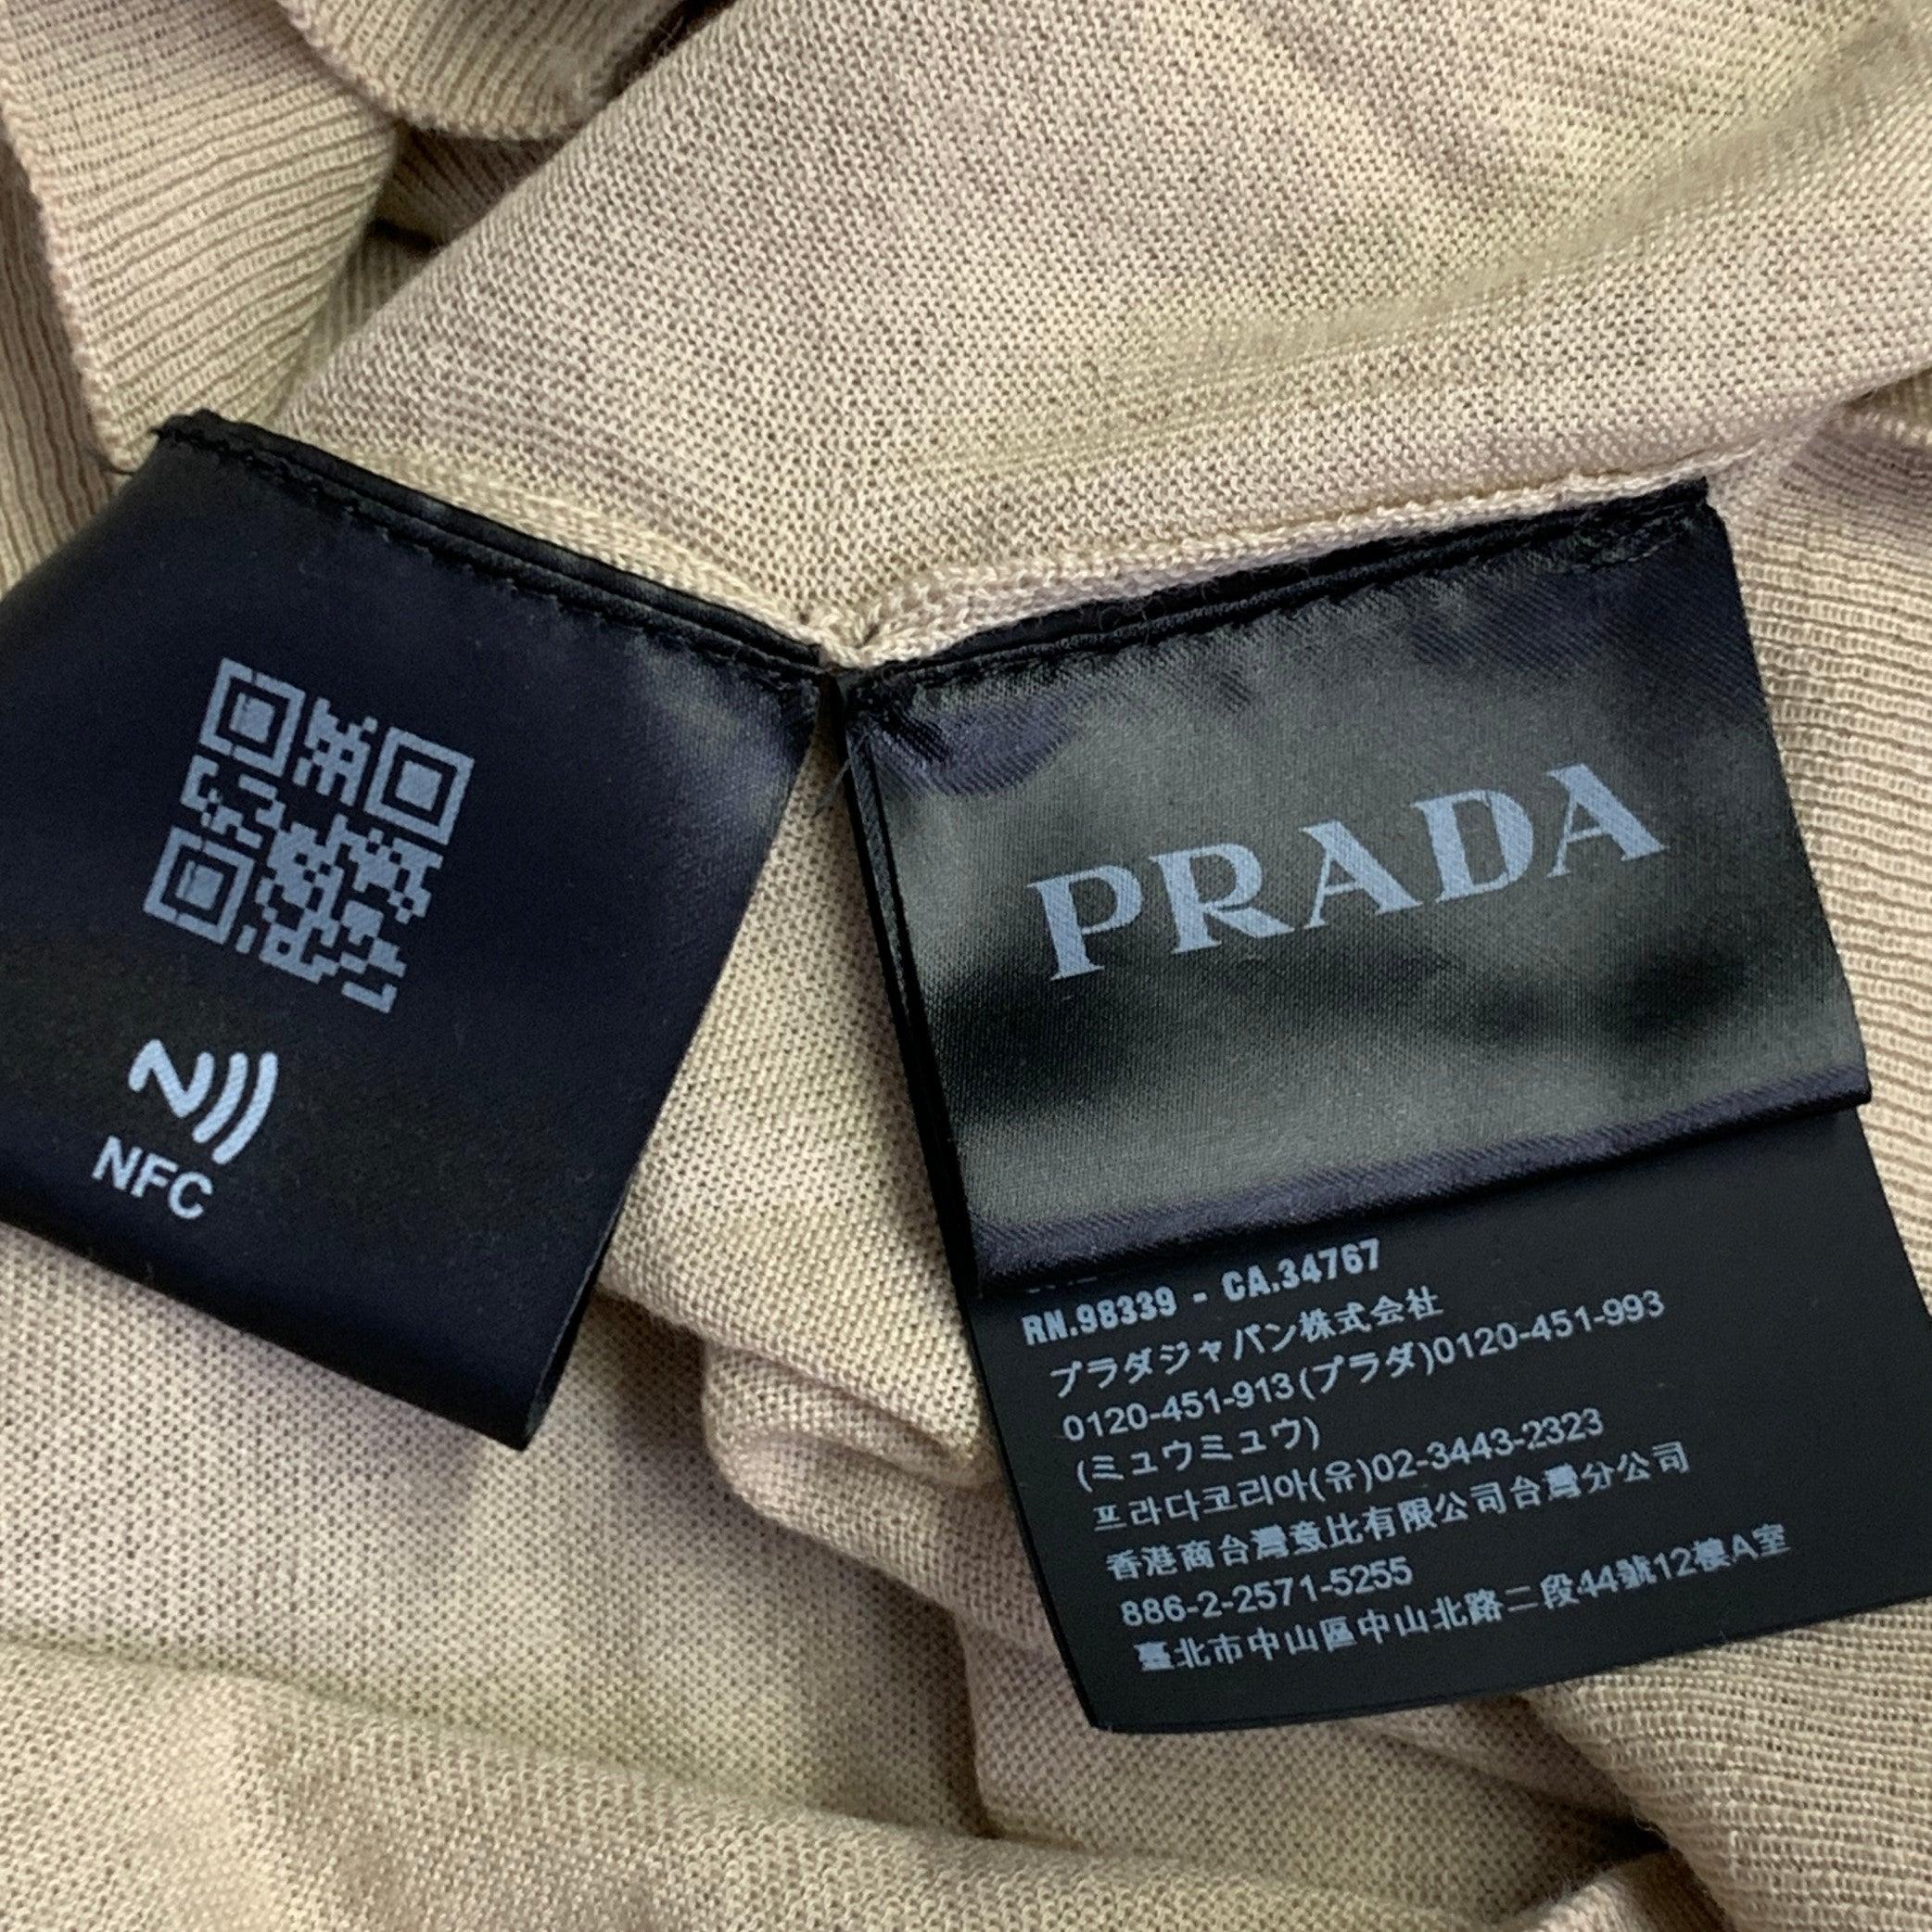 NFC
PRADA
RN.98339 - CA.34767
プラダジャパン株式会社
0120-451-913(プラダ)0120-451-993
(ミュウミュウ)
프라다코리아(유)02-3443-2323
香港商台灣意比有限公司台灣分公司
886-2-2571-5255
臺北市中山區中山北路二段44號12樓A室